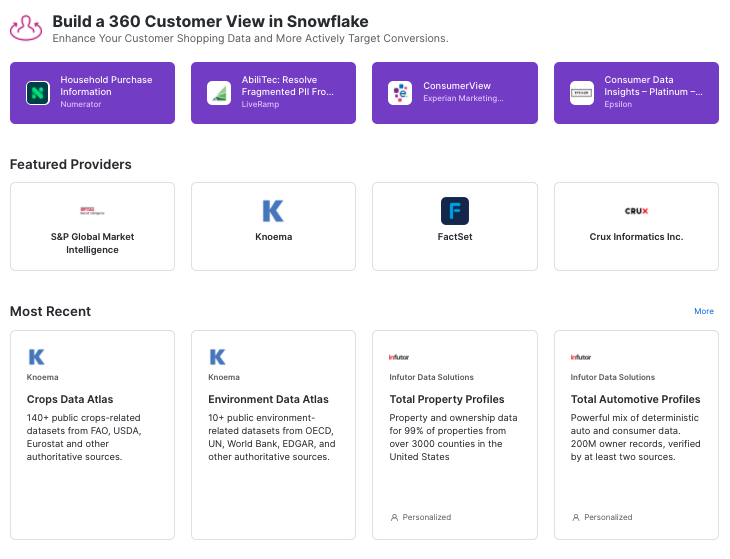 Build a 360 Customer View in Snowflake
Enhance Your Customer Shopping Data and More Actively Target Conversions.
Household Purchase
Information
Numerator
AbiliTec: Resolve
Fragmented PII Fro...
LiveRamp
ConsumerView
Experian Marketing...
EPSILON
Consumer Data
Insights – Platinum –...
Epsilon
Featured Providers
S&P Global Market
Intelligence
K
Knoema
F
FactSet
CRUX
Crux Informatics Inc.
Most Recent
More
K
Knoema
Crops Data Atlas
140+ public crops-related
datasets from FAO, USDA,
Eurostat and other
authoritative sources.
K
Knoema
Environment Data Atlas
10+ public environment-
related datasets from OECD,
UN, World Bank, EDGAR, and
other authoritative sources.
infutor
Infutor Data Solutions
Total Property Profiles
Property and ownership data
for 99% of properties from
over 3000 counties in the
United States
Personalized
infutor
Infutor Data Solutions
Total Automotive Profiles
Powerful mix of deterministic
auto and consumer data.
200M owner records, verified
by at least two sources.
Personalized